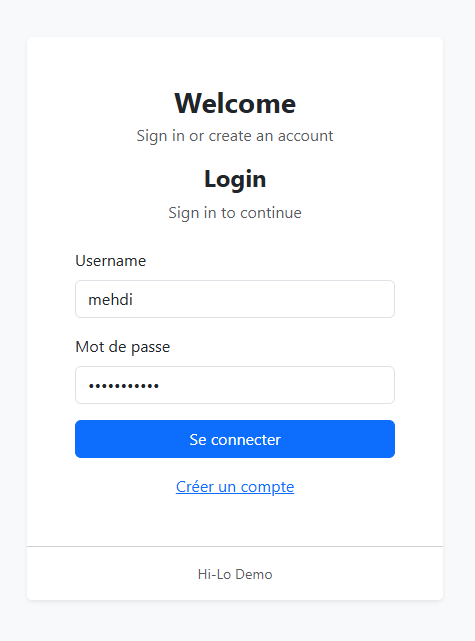 Welcome
Sign in or create an account
Login
Sign in to continue
Username
mehdi
Mot de passe
•••••••••••
Se connecter
Créer un compte
Hi-Lo Demo